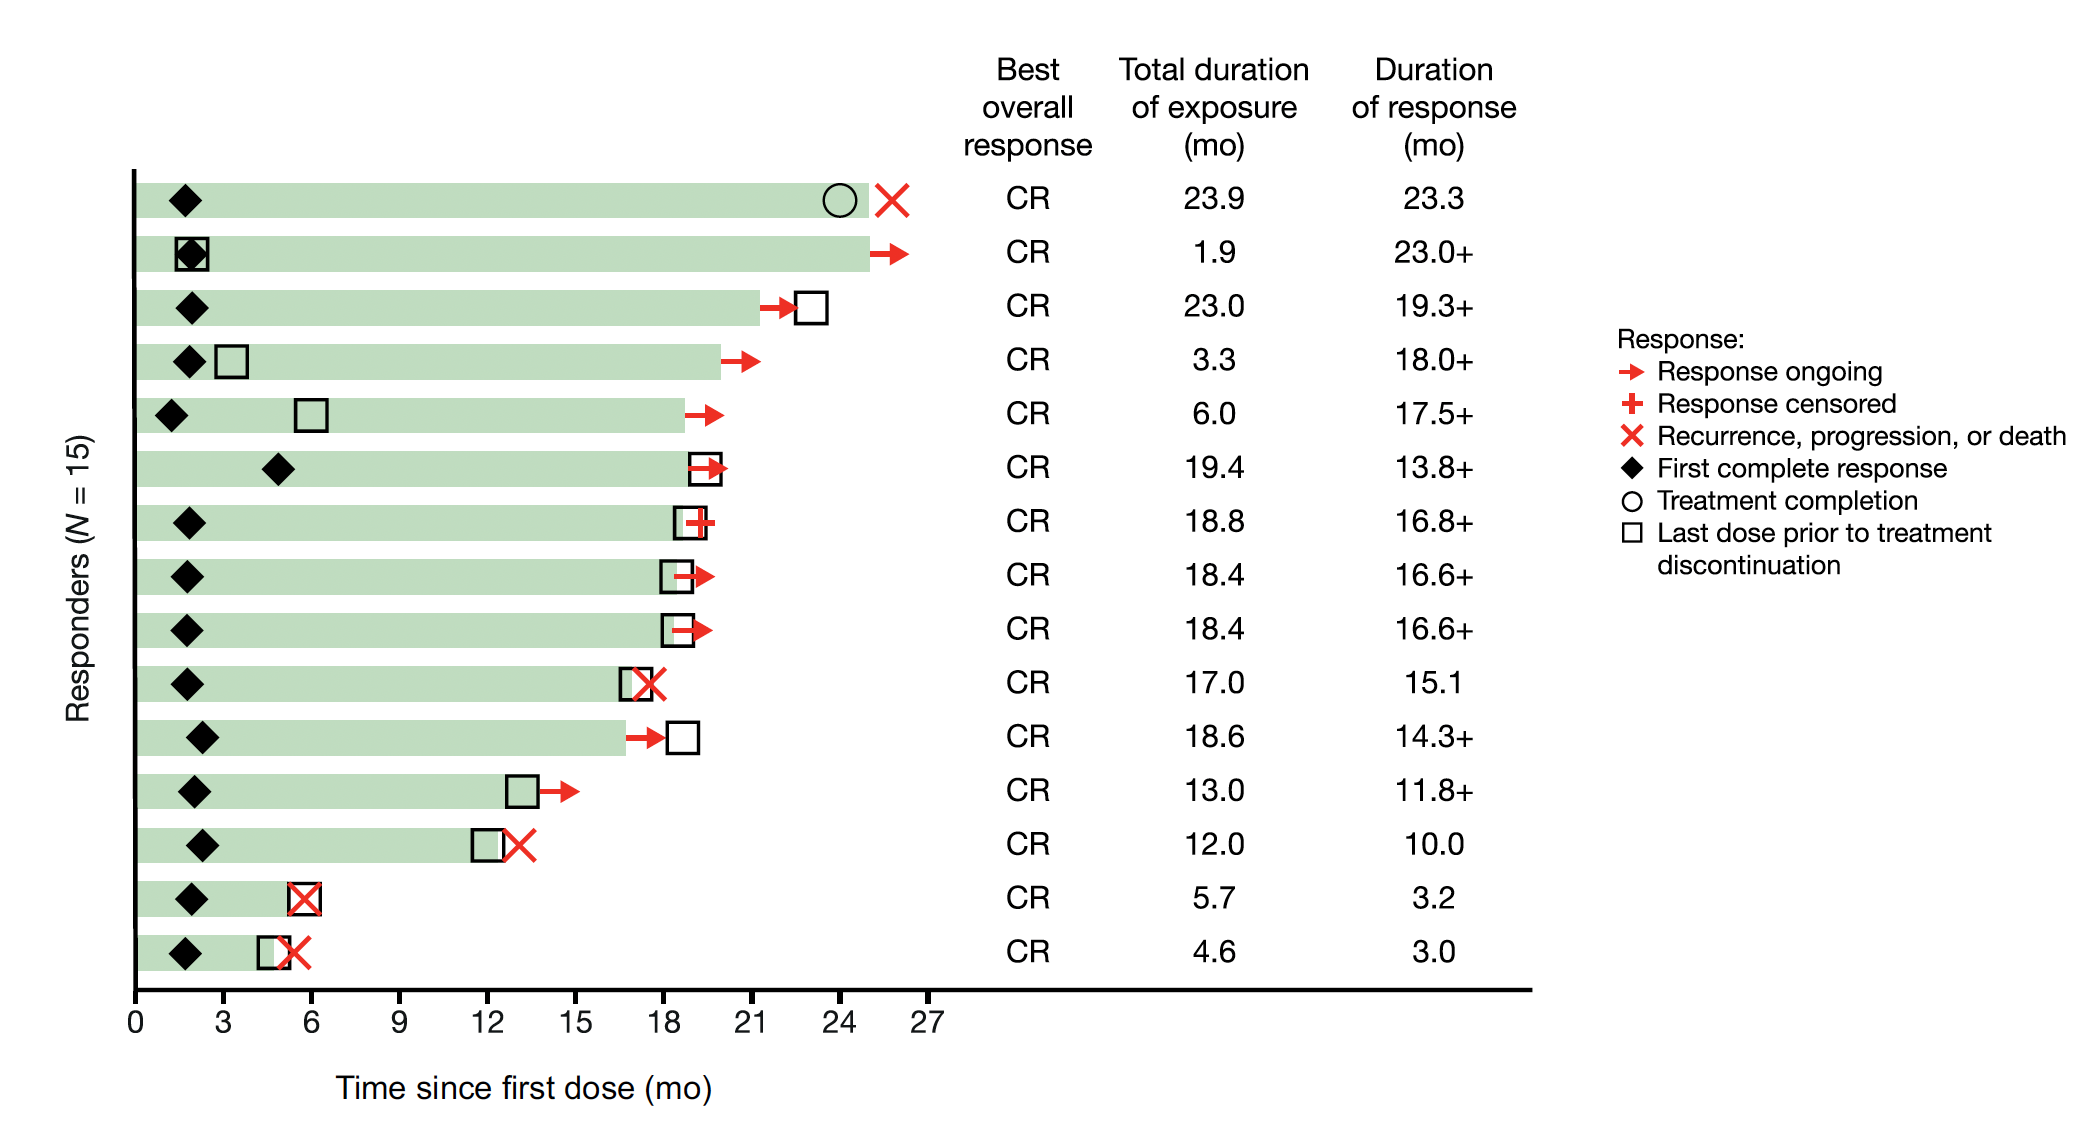 Best
overall
response
Total duration
of exposure
(mo)
Duration
of response
(mo)
CR 23.9 23.3
CR 1.9 23.0+
CR 23.0 19.3+
CR 3.3 18.0+
CR 6.0 17.5+
CR 19.4 13.8+
CR 18.8 16.8+
CR 18.4 16.6+
CR 18.4 16.6+
CR 17.0 15.1
CR 18.6 14.3+
CR 13.0 11.8+
CR 12.0 10.0
CR 5.7 3.2
CR 4.6 3.0
Responders (N = 15)
0 3 6 9 12 15 18 21 24 27
Time since first dose (mo)
Response:
Response ongoing
Response censored
Recurrence, progression, or death
First complete response
Treatment completion
Last dose prior to treatment
discontinuation